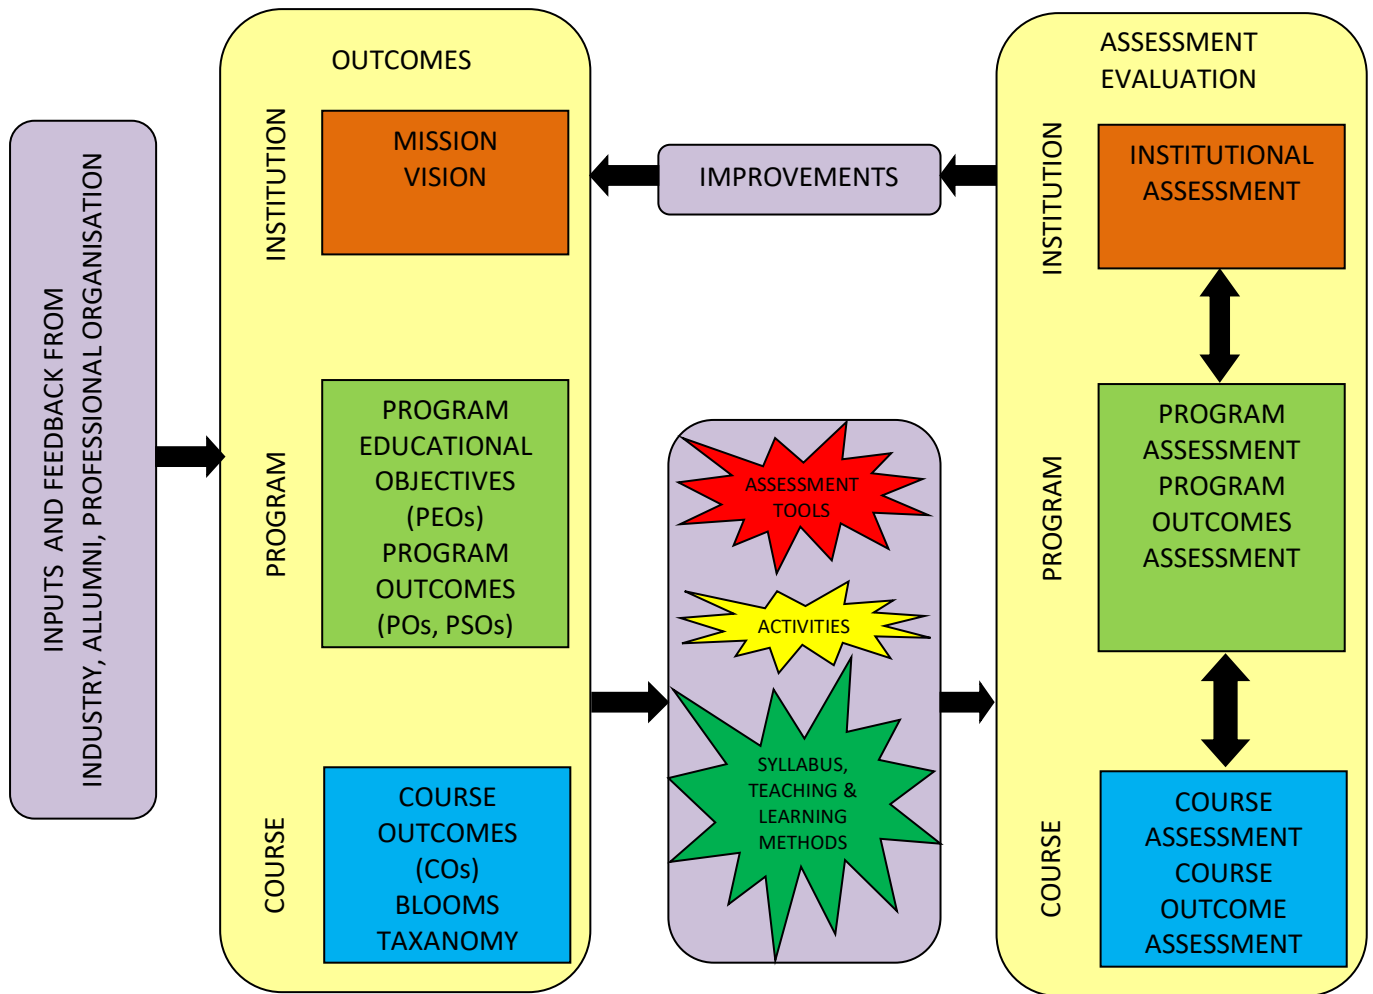 INPUTS AND FEEDBACK FROM
INDUSTRY, ALLUMNI, PROFESSIONAL ORGANISATION
OUTCOMES
INSTITUTION
MISSION
VISION
PROGRAM
PROGRAM
EDUCATIONAL
OBJECTIVES
(PEOs)
PROGRAM
OUTCOMES
(POs, PSOs)
COURSE
COURSE
OUTCOMES
(COs)
BLOOMS
TAXANOMY
IMPROVEMENTS
ASSESSMENT
TOOLS
ACTIVITIES
SYLLABUS,
TEACHING &
LEARNING
METHODS
ASSESSMENT
EVALUATION
INSTITUTION
INSTITUTIONAL
ASSESSMENT
PROGRAM
PROGRAM
ASSESSMENT
PROGRAM
OUTCOMES
ASSESSMENT
COURSE
COURSE
ASSESSMENT
COURSE
OUTCOME
ASSESSMENT